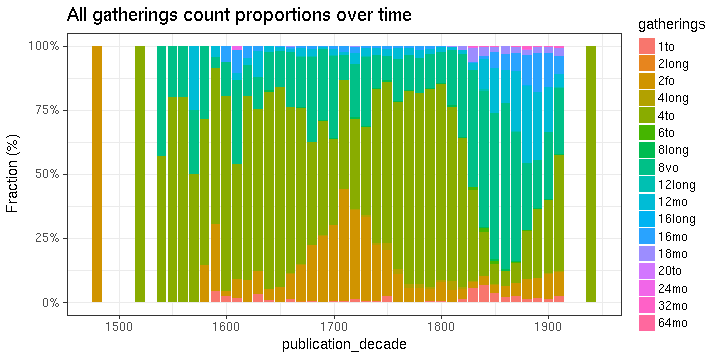 All gatherings count proportions over time
100%
75%
50%
25%
0%
Fraction (%)
1500
1600
1700
1800
1900
publication_decade
gatherings
1to
2long
2fo
4long
4to
6to
8long
8vo
12long
12mo
16long
16mo
18mo
20to
24mo
32mo
64mo